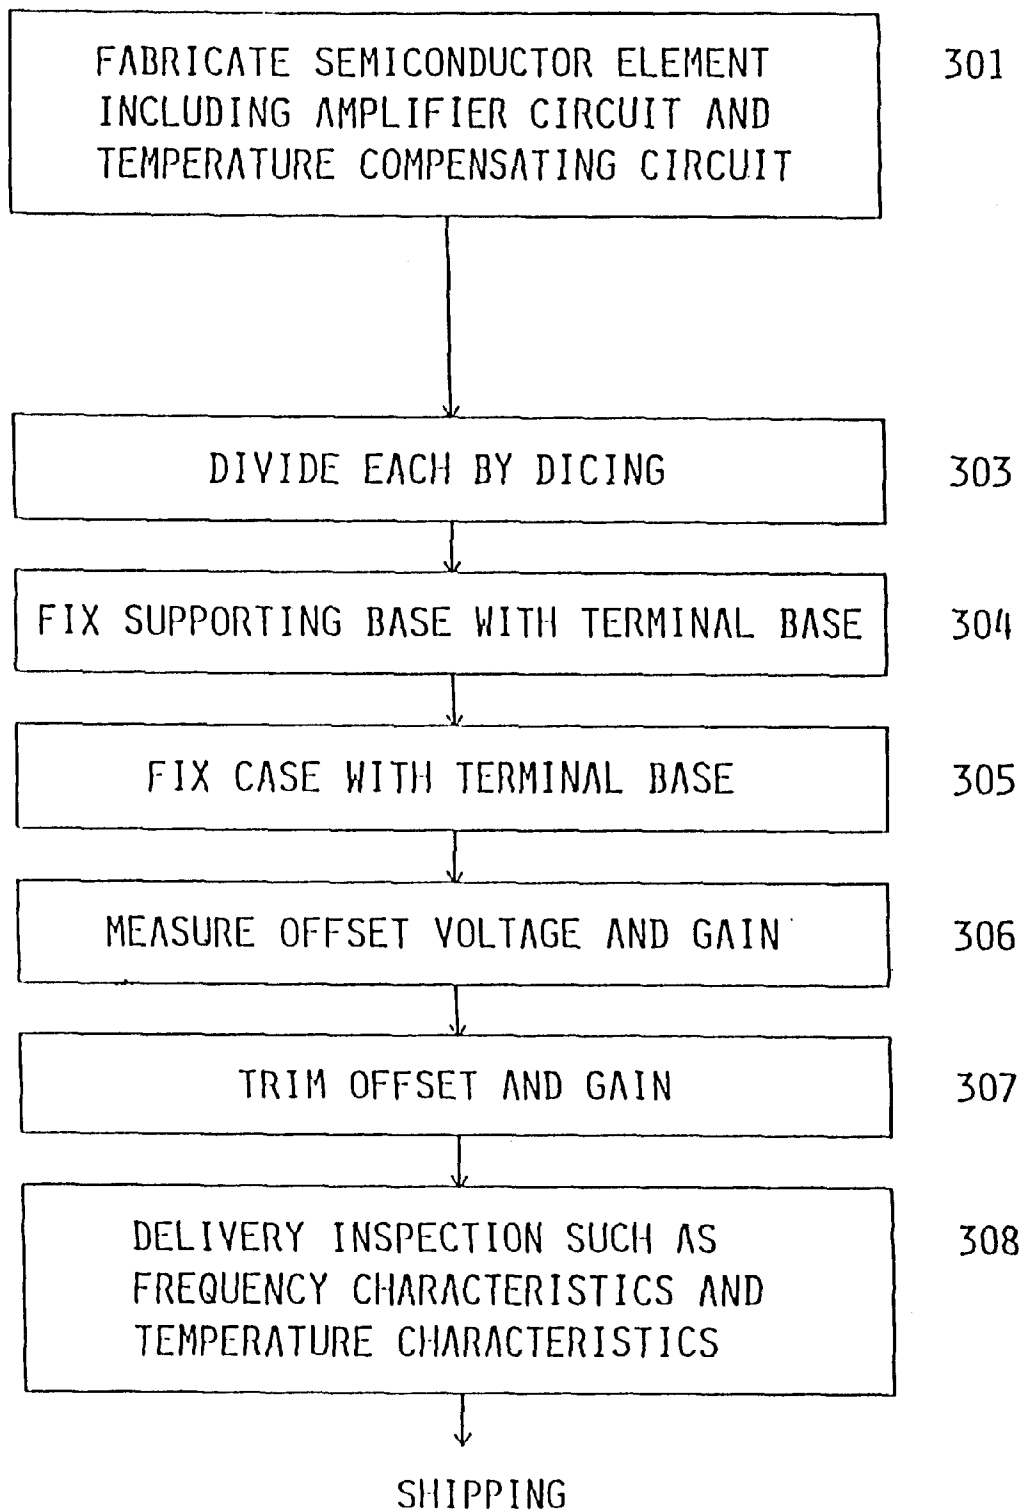 FABRICATE SEMICONDUCTOR ELEMENT
INCLUDING AMPLIFIER CIRCUIT AND
TEMPERATURE COMPENSATING CIRCUIT
301
DIVIDE EACH BY DICING
303
FIX SUPPORTING BASE WITH TERMINAL BASE
304
FIX CASE WITH TERMINAL BASE
305
MEASURE OFFSET VOLTAGE AND GAIN
306
TRIM OFFSET AND GAIN
307
DELIVERY INSPECTION SUCH AS
FREQUENCY CHARACTERISTICS AND
TEMPERATURE CHARACTERISTICS
308
SHIPPING